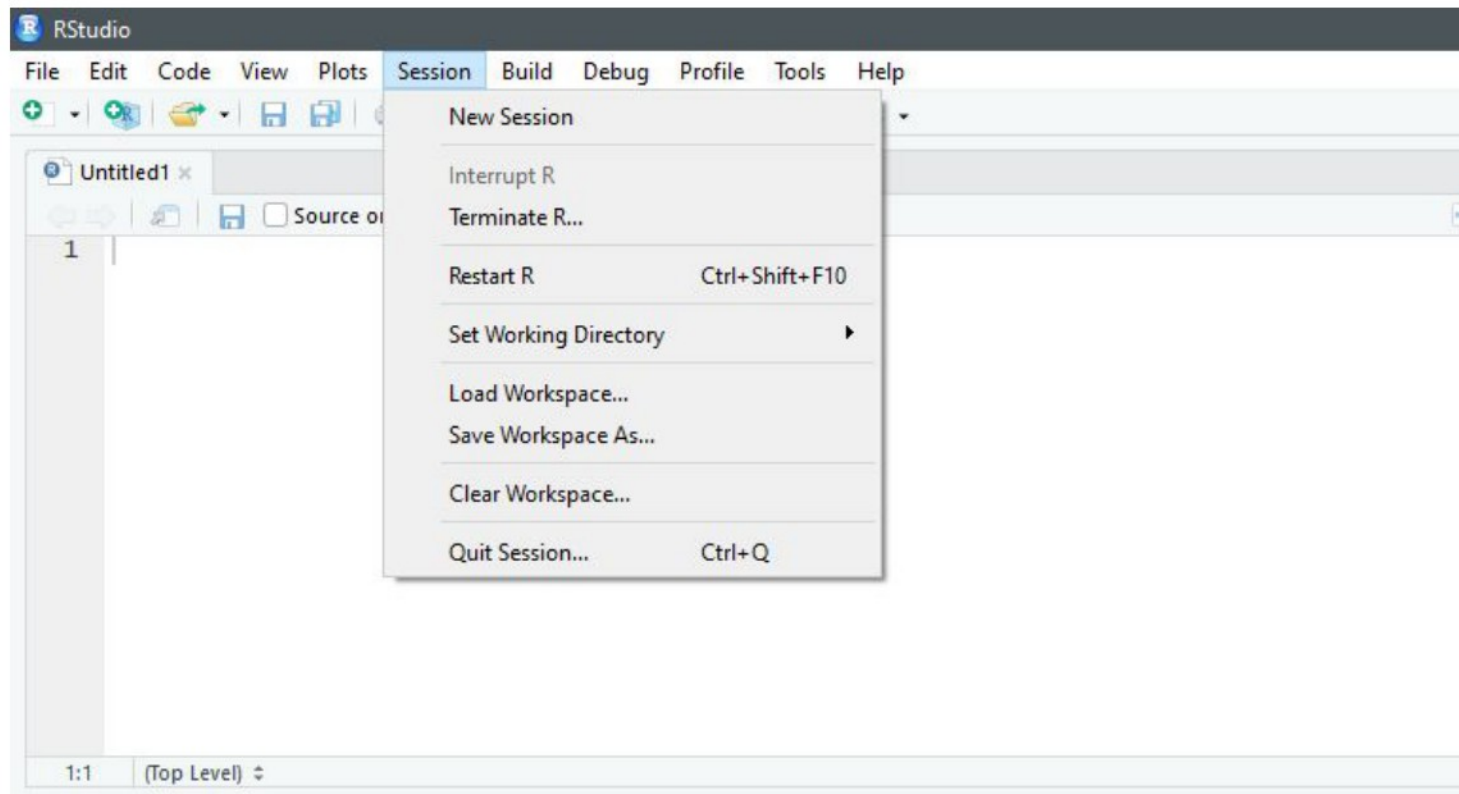 RStudio
File Edit Code View Plots Session Build Debug Profile Tools Help
New Session
Untitled1
Interrupt R
Source
Terminate R...
1
Restart R Ctrl+Shift+F10
Set Working Directory
Load Workspace...
Save Workspace As...
Clear Workspace...
Quit Session... Ctrl+Q
1:1 (Top Level)